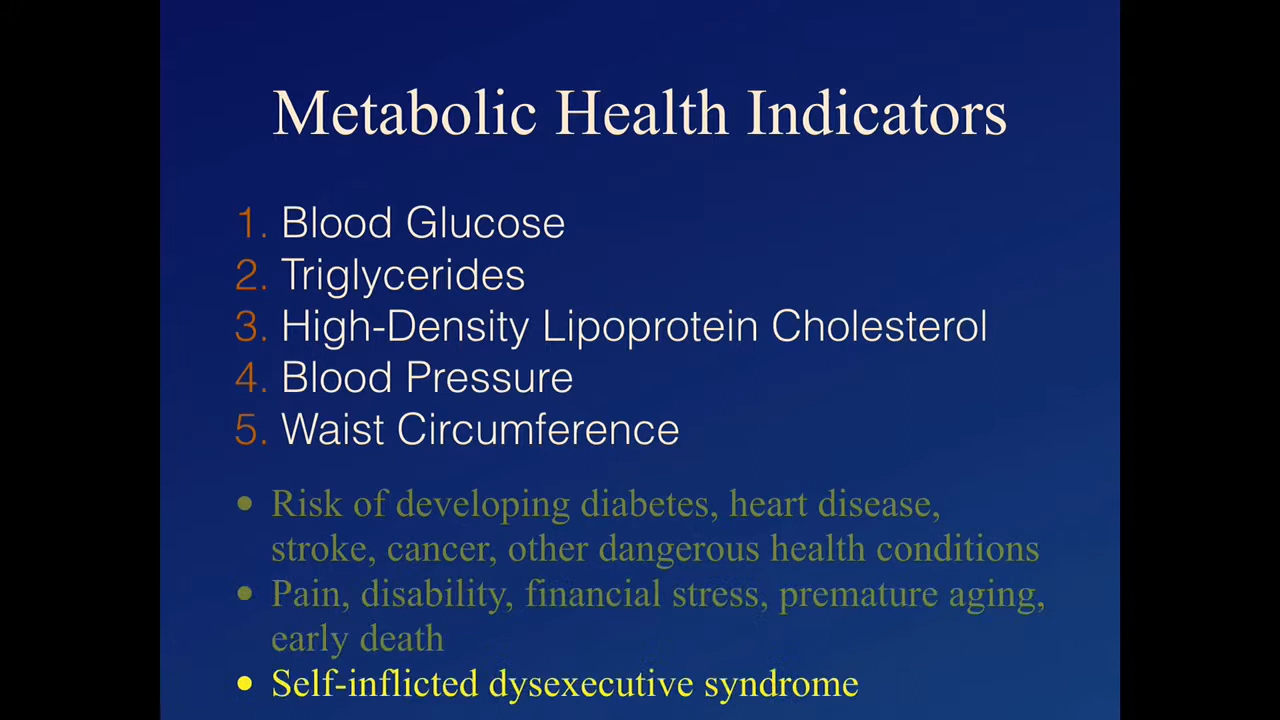 Metabolic Health Indicators
1. Blood Glucose
2. Triglycerides
3. High-Density Lipoprotein Cholesterol
4. Blood Pressure
5. Waist Circumference
• Risk of developing diabetes, heart disease,
stroke, cancer, other dangerous health conditions
• Pain, disability, financial stress, premature aging,
early death
• Self-inflicted dysexecutive syndrome